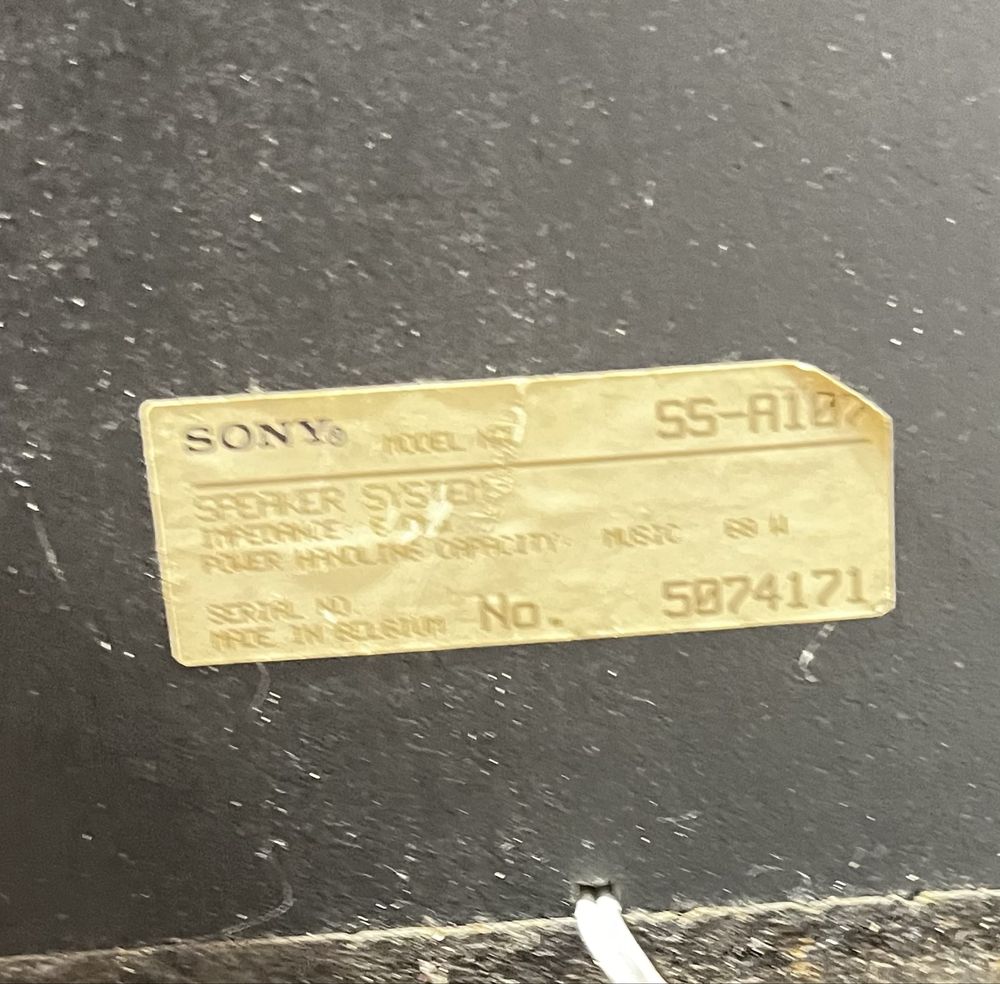 SONY® MODEL NO. SS-A107
SPEAKER SYSTEM
IMPEDANCE
POWER HANDLING CAPACITY MUSIC 60 W
SERIAL NO. No. 5074171
MADE IN BELGIUM